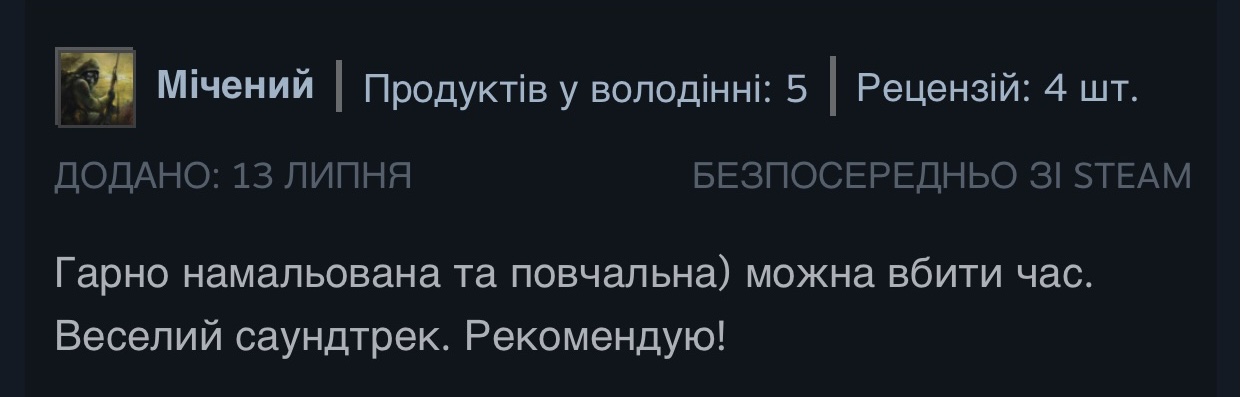 Мічений | Продуктів у володінні: 5 | Рецензій: 4 шт.
ДОДАНО: 13 ЛИПНЯ БЕЗПОСЕРЕДНЬО ЗІ STEAM
Гарно намальована та повчальна) можна вбити час.
Веселий саундтрек. Рекомендую!